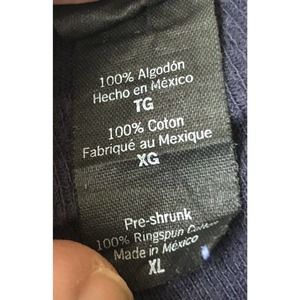 100% Algodón
Hecho en México
TG
100% Coton
Fabriqué au Mexique
XG
Pre-shrunk
100% Ringspun
Made in México
XL